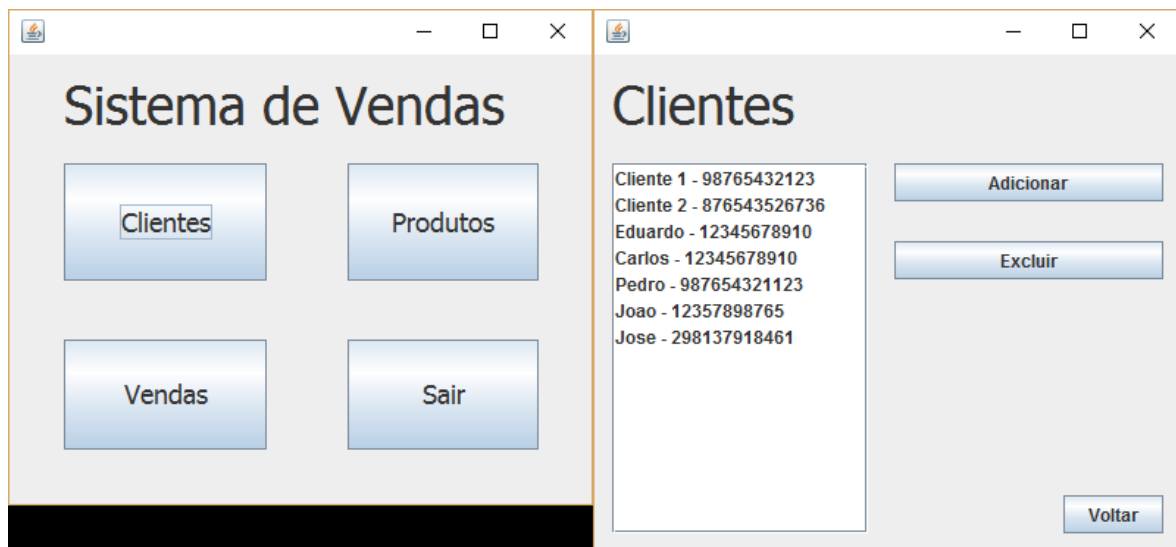 Sistema de Vendas
Clientes
Produtos
Vendas
Sair
Clientes
Cliente 1 - 98765432123
Cliente 2 - 876543526736
Eduardo - 12345678910
Carlos - 12345678910
Pedro - 987654321123
Joao - 12357898765
Jose - 298137918461
Adicionar
Excluir
Voltar